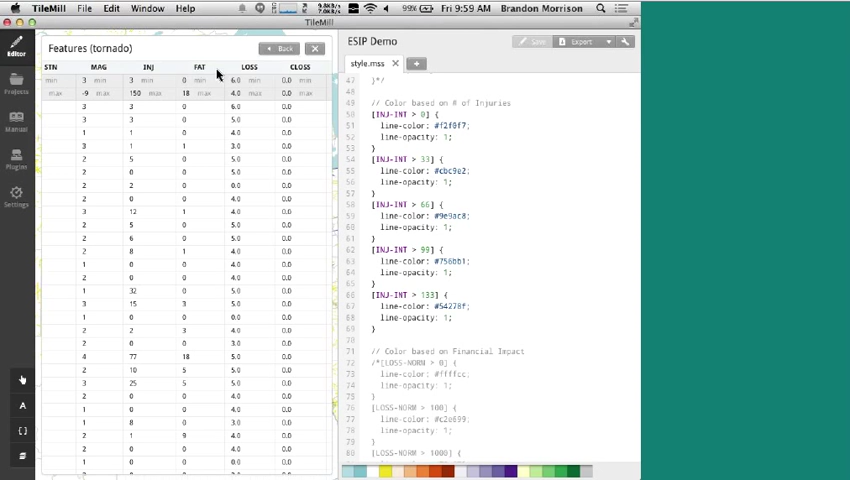 TileMill File Edit Window Help 9.8KB/s 99% Fri 9:59 AM Brandon Morrison
TileMill
Editor
Projects
Manual
Plugins
Settings
Features (tornado) Back
STN MAG INJ FAT LOSS CLOSS
min 3 min 3 min 0 min 6.0 min 0.0 min
max -9 max 150 max 18 max 4.0 max 0.0 max
3 3 0 6.0 0.0
3 3 0 5.0 0.0
1 1 0 4.0 0.0
3 1 1 3.0 0.0
2 5 0 5.0 0.0
2 0 0 5.0 0.0
2 2 0 0.0 0.0
2 0 0 4.0 0.0
3 12 1 4.0 0.0
2 5 0 5.0 0.0
2 6 0 5.0 0.0
2 8 1 4.0 0.0
1 0 0 4.0 0.0
2 0 0 4.0 0.0
1 32 0 5.0 0.0
3 15 3 5.0 0.0
1 0 0 0.0 0.0
2 2 3 4.0 0.0
2 0 0 3.0 0.0
4 77 18 5.0 0.0
2 10 5 5.0 0.0
3 25 5 5.0 0.0
2 0 0 4.0 0.0
1 0 0 4.0 0.0
1 8 0 3.0 0.0
2 1 9 4.0 0.0
2 0 0 4.0 0.0
1 0 0 0.0 0.0
2 0 0 4.0 0.0
ESIP Demo Save Export
style.mss
47 }*/
48
49 // Color based on # of Injuries
50 [INJ-INT > 0] {
51 line-color: #f2f0f7;
52 line-opacity: 1;
53 }
54 [INJ-INT > 33] {
55 line-color: #cbc9e2;
56 line-opacity: 1;
57 }
58 [INJ-INT > 66] {
59 line-color: #9e9ac8;
60 line-opacity: 1;
61 }
62 [INJ-INT > 99] {
63 line-color: #756bb1;
64 line-opacity: 1;
65 }
66 [INJ-INT > 133] {
67 line-color: #54278f;
68 line-opacity: 1;
69 }
70
71 // Color based on Financial Impact
72 /*[LOSS-NORM > 0] {
73 line-color: #ffffcc;
74 line-opacity: 1;
75 }
76 [LOSS-NORM > 100] {
77 line-color: #c2e699;
78 line-opacity: 1;
79 }
80 [LOSS-NORM > 1000] {